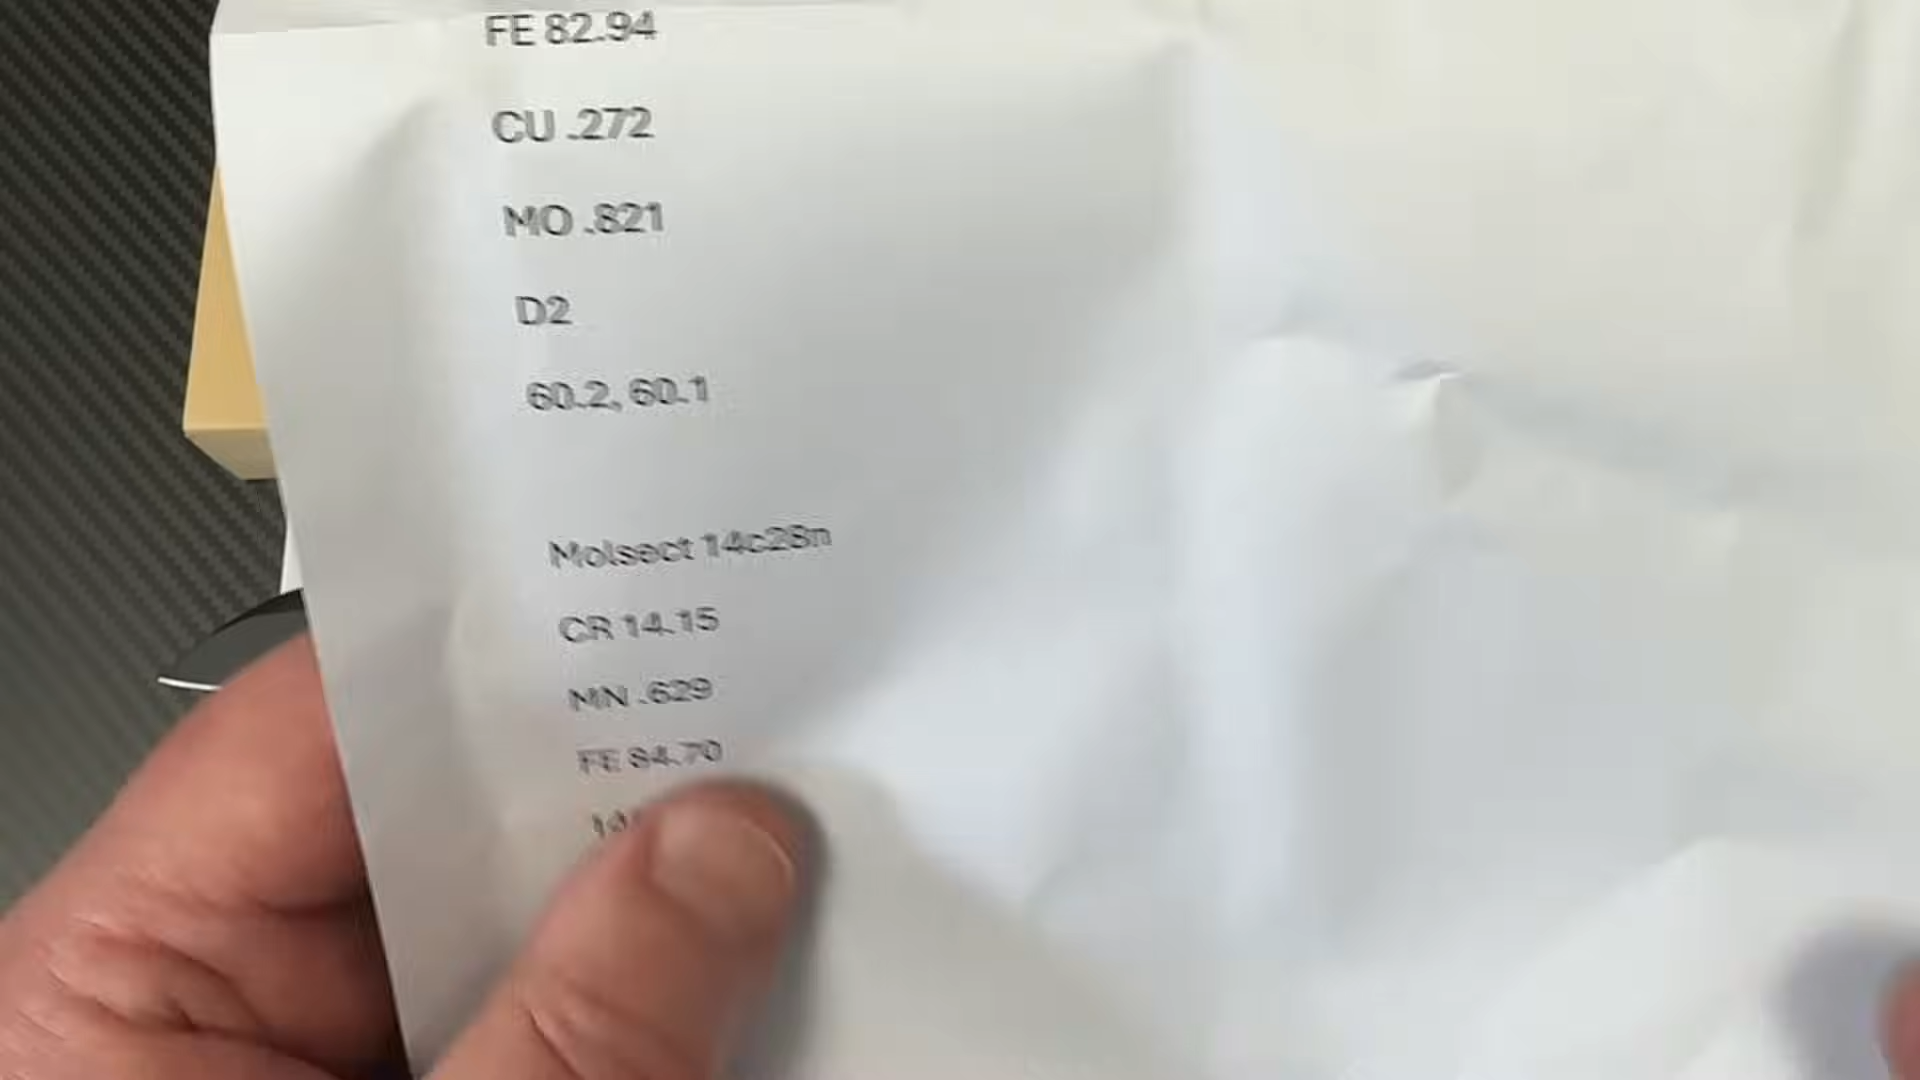 FE 82.94
CU .272
MO .821
D2
60.2, 60.1
Molsect 14c28n
CR 14.15
MN .629
FE 84.70